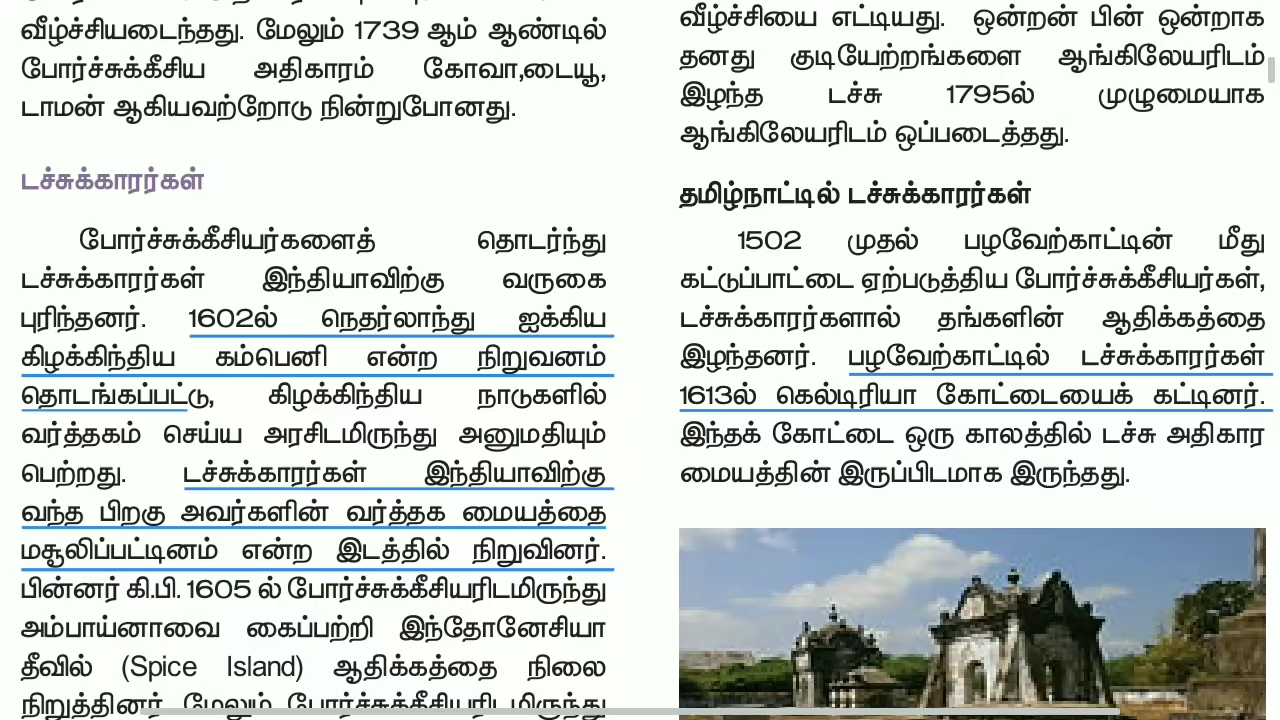 வீழ்ச்சியடைந்தது. மேலும் 1739 ஆம் ஆண்டில்
போர்ச்சுக்கீசிய அதிகாரம் கோவா,டையூ,
டாமன் ஆகியவற்றோடு நின்றுபோனது.
டச்சுக்காரர்கள்
போர்ச்சுக்கீசியர்களைத் தொடர்ந்து
டச்சுக்காரர்கள் இந்தியாவிற்கு வருகை
புரிந்தனர். 1602ல் நெதர்லாந்து ஐக்கிய
கிழக்கிந்திய கம்பெனி என்ற நிறுவனம்
தொடங்கப்பட்டு, கிழக்கிந்திய நாடுகளில்
வர்த்தகம் செய்ய அரசிடமிருந்து அனுமதியும்
பெற்றது. டச்சுக்காரர்கள் இந்தியாவிற்கு
வந்த பிறகு அவர்களின் வர்த்தக மையத்தை
மசூலிப்பட்டினம் என்ற இடத்தில் நிறுவினர்.
பின்னர் கி.பி. 1605 ல் போர்ச்சுக்கீசியரிடமிருந்து
அம்பாய்னாவை கைப்பற்றி இந்தோனேசியா
தீவில் (Spice Island) ஆதிக்கத்தை நிலை
நிறுத்தினர். மேலும் போர்ச்சுக்கீசியரிடமிருந்து
வீழ்ச்சியை எட்டியது. ஒன்றன் பின் ஒன்றாக
தனது குடியேற்றங்களை ஆங்கிலேயரிடம்
இழந்த டச்சு 1795ல் முழுமையாக
ஆங்கிலேயரிடம் ஒப்படைத்தது.
தமிழ்நாட்டில் டச்சுக்காரர்கள்
1502 முதல் பழவேற்காட்டின் மீது
கட்டுப்பாட்டை ஏற்படுத்திய போர்ச்சுக்கீசியர்கள்,
டச்சுக்காரர்களால் தங்களின் ஆதிக்கத்தை
இழந்தனர். பழவேற்காட்டில் டச்சுக்காரர்கள்
1613ல் கெல்டிரியா கோட்டையைக் கட்டினர்.
இந்தக் கோட்டை ஒரு காலத்தில் டச்சு அதிகார
மையத்தின் இருப்பிடமாக இருந்தது.